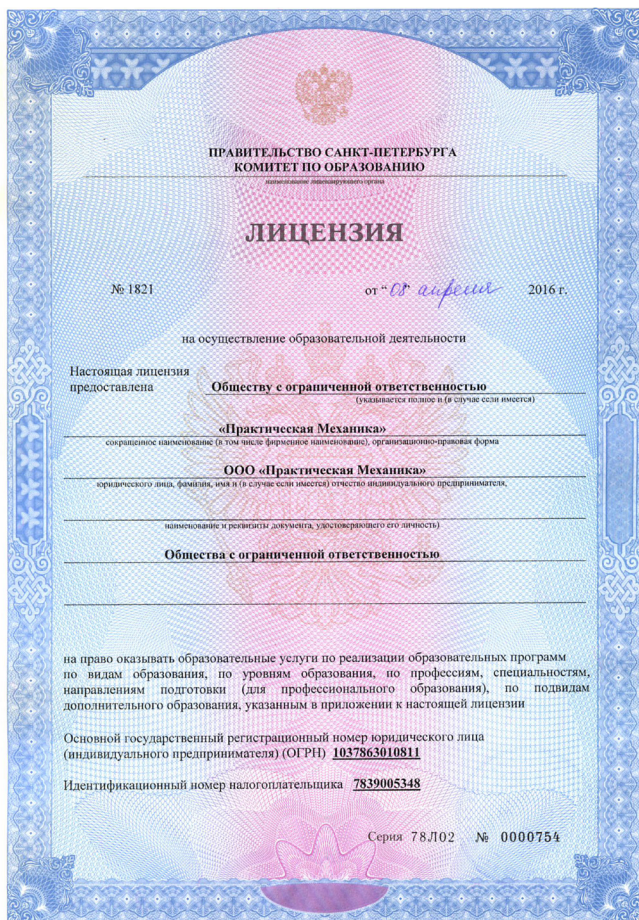 ПРАВИТЕЛЬСТВО САНКТ-ПЕТЕРБУРГА
КОМИТЕТ ПО ОБРАЗОВАНИЮ
наименование лицензирующего органа
ЛИЦЕНЗИЯ
№ 1821 от “08” апреля 2016 г.
на осуществление образовательной деятельности
Настоящая лицензия
предоставлена Обществу с ограниченной ответственностью
(указывается полное и (в случае если имеется)
«Практическая Механика»
сокращенное наименование (в том числе фирменное наименование), организационно-правовая форма
ООО «Практическая Механика»
юридического лица, фамилия, имя и (в случае если имеется) отчество индивидуального предпринимателя,
наименование и реквизиты документа, удостоверяющего его личность)
Общества с ограниченной ответственностью
на право оказывать образовательные услуги по реализации образовательных программ
по видам образования, по уровням образования, по профессиям, специальностям,
направлениям подготовки (для профессионального образования), по подвидам
дополнительного образования, указанным в приложении к настоящей лицензии
Основной государственный регистрационный номер юридического лица
(индивидуального предпринимателя) (ОГРН) 1037863010811
Идентификационный номер налогоплательщика 7839005348
Серия 78Л02 № 0000754